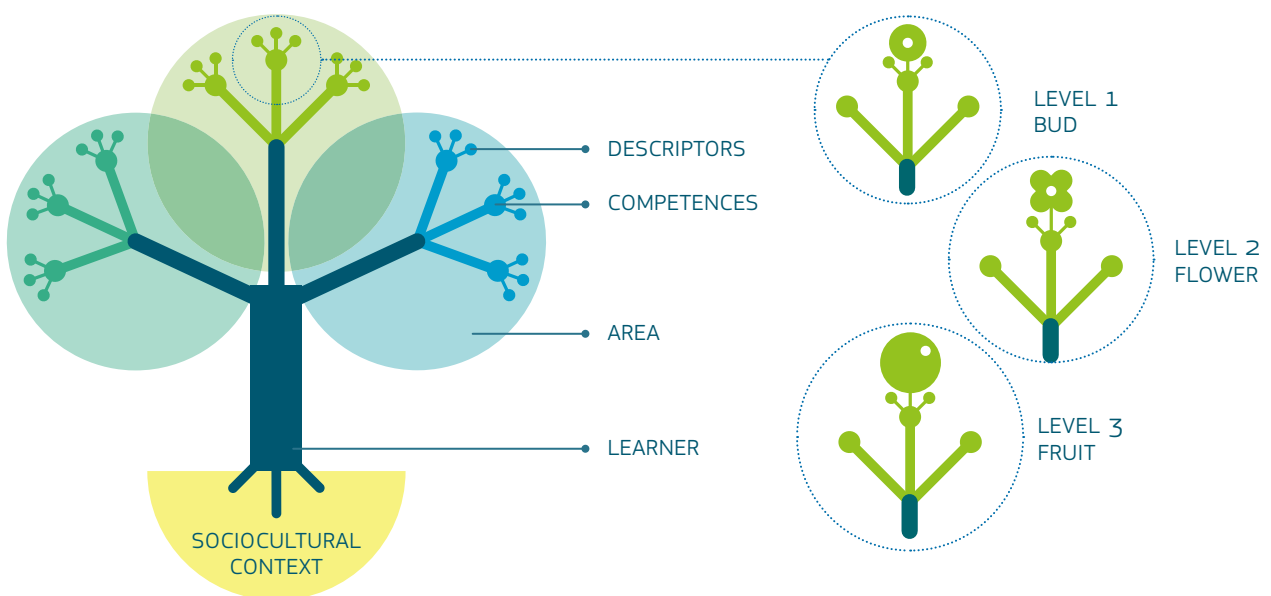 DESCRIPTORS
COMPETENCES
AREA
LEARNER
SOCIOCULTURAL
CONTEXT
LEVEL 1
BUD
LEVEL 2
FLOWER
LEVEL 3
FRUIT